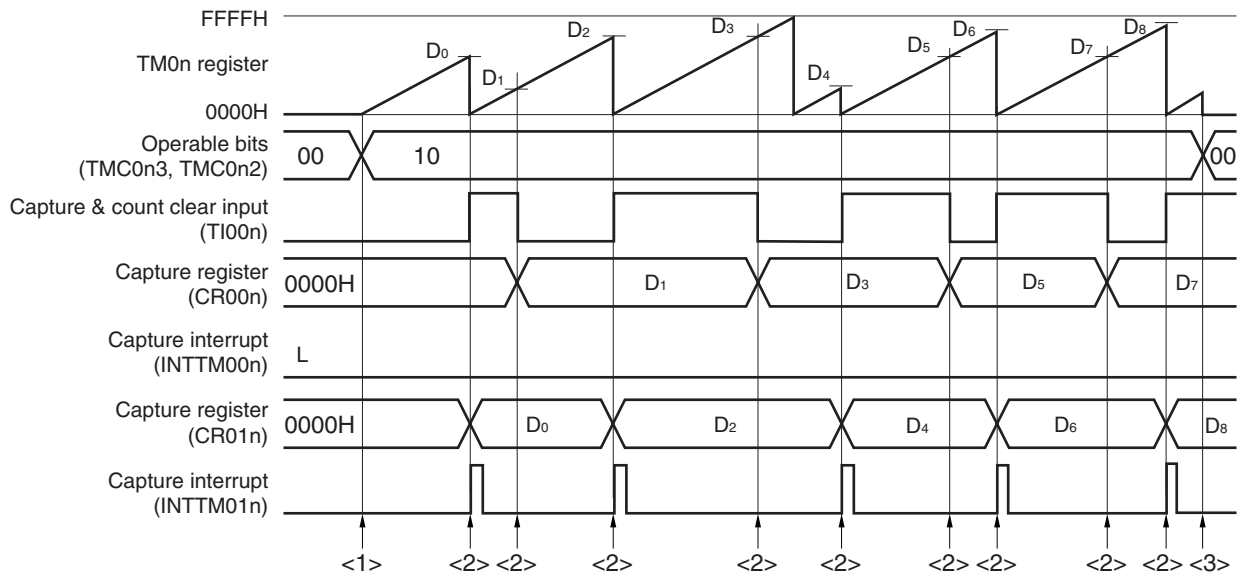 FFFFH
TM0n register
0000H
D0 D1 D2 D3 D4 D5 D6 D7 D8
Operable bits
(TMC0n3, TMC0n2)
00 10 00
Capture & count clear input
(TI00n)
Capture register
(CR00n)
0000H D1 D3 D5 D7
Capture interrupt
(INTTM00n)
L
Capture register
(CR01n)
0000H D0 D2 D4 D6 D8
Capture interrupt
(INTTM01n)
<1> <2> <2> <2> <2> <2> <2> <2> <2> <2> <3>